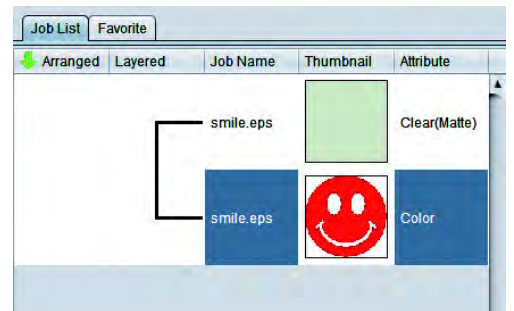 Job List Favorite
Arranged Layered Job Name Thumbnail Attribute
smile.eps Clear(Matte)
smile.eps Color